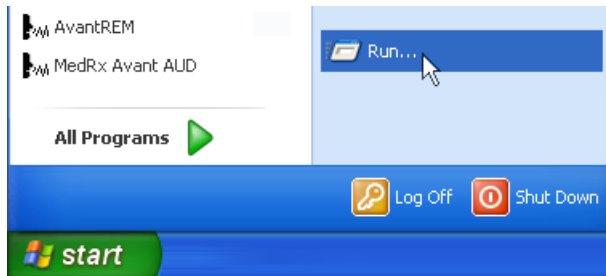 AvantREM
MedRx Avant AUD
All Programs
Run...
Log Off
Shut Down
start